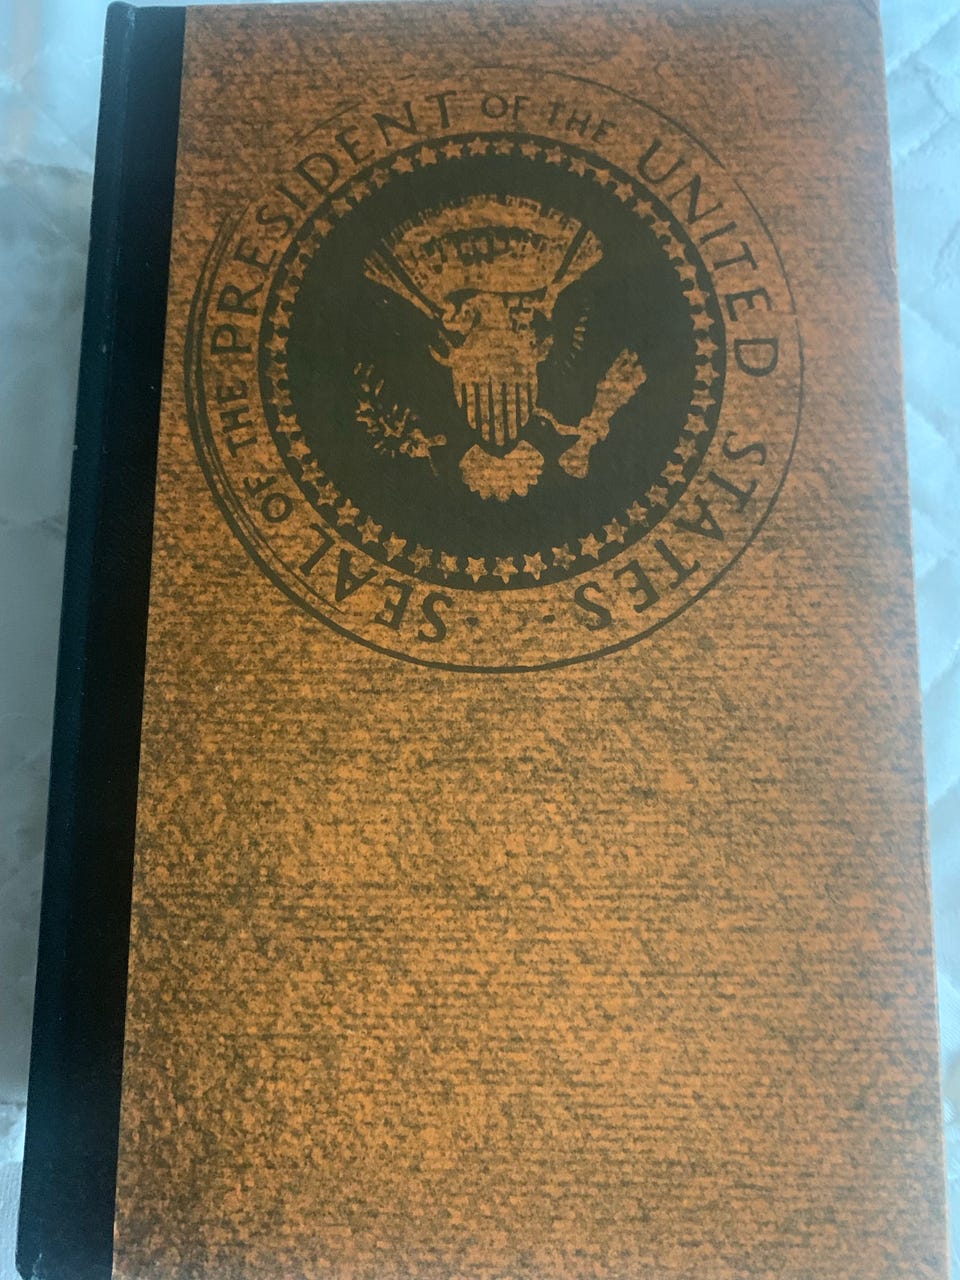 SEAL OF THE PRESIDENT OF THE UNITED STATES